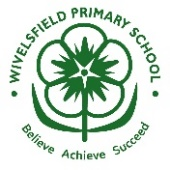 • WIVELSFIELD PRIMARY SCHOOL •
Believe Achieve Succeed